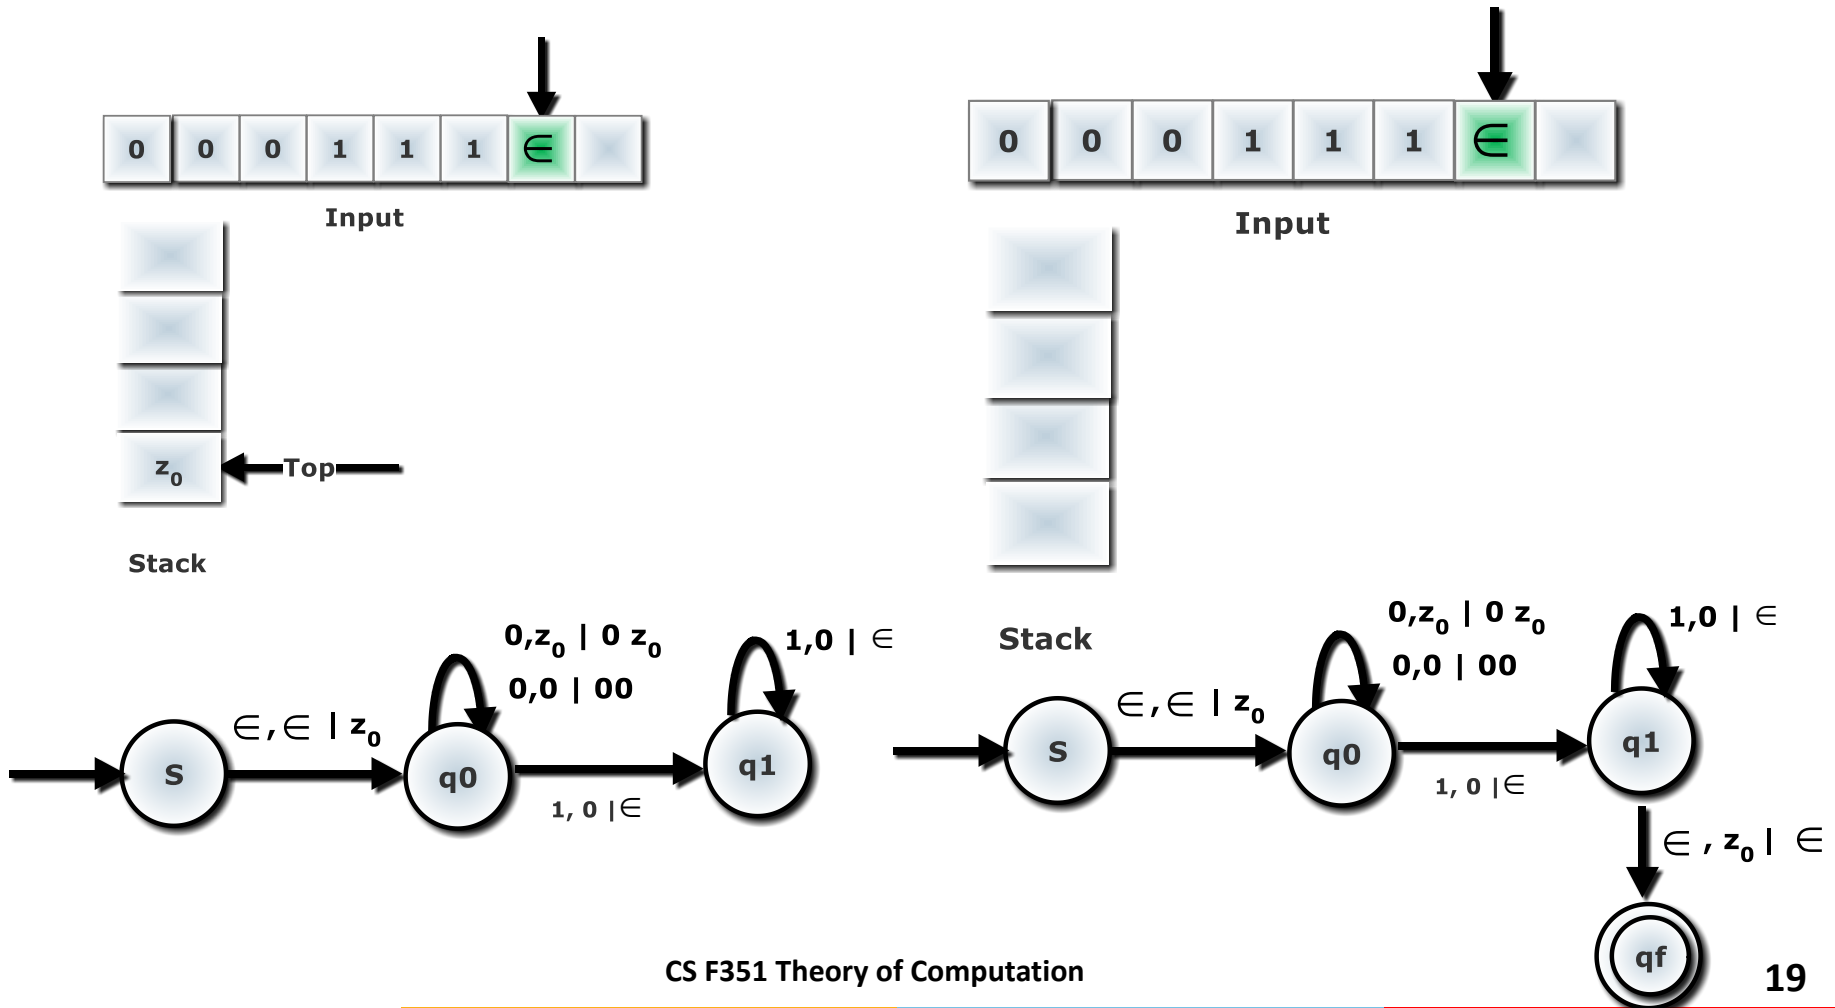 0 0 0 1 1 1 ∈
Input
z₀
Top
Stack
0,z₀ | 0 z₀
0,0 | 00
1,0 | ∈
∈,∈ | z₀
S
q0
q1
1, 0 |∈
0 0 0 1 1 1 ∈
Input
Stack
0,z₀ | 0 z₀
0,0 | 00
1,0 | ∈
∈,∈ | z₀
S
q0
q1
1, 0 |∈
∈ , z₀ | ∈
qf
CS F351 Theory of Computation
19